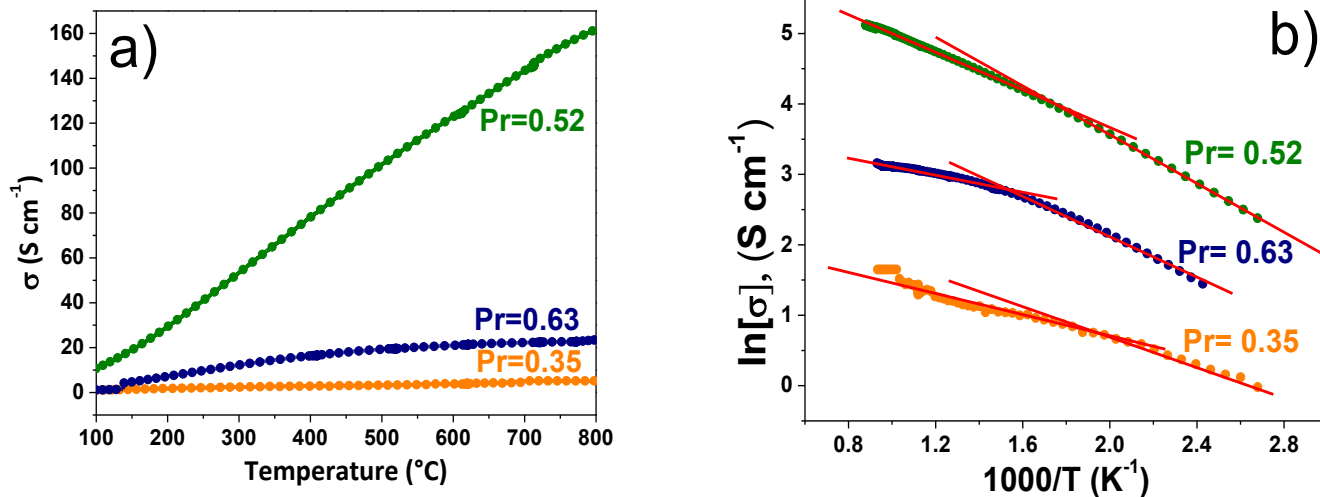 a)
160
140
120
100
80
60
40
20
0
σ (S cm⁻¹)
Pr=0.52
Pr=0.63
Pr=0.35
100 200 300 400 500 600 700 800
Temperature (°C)
b)
5
4
3
2
1
0
ln[σ], (S cm⁻¹)
Pr= 0.52
Pr= 0.63
Pr= 0.35
0.8 1.2 1.6 2.0 2.4 2.8
1000/T (K⁻¹)